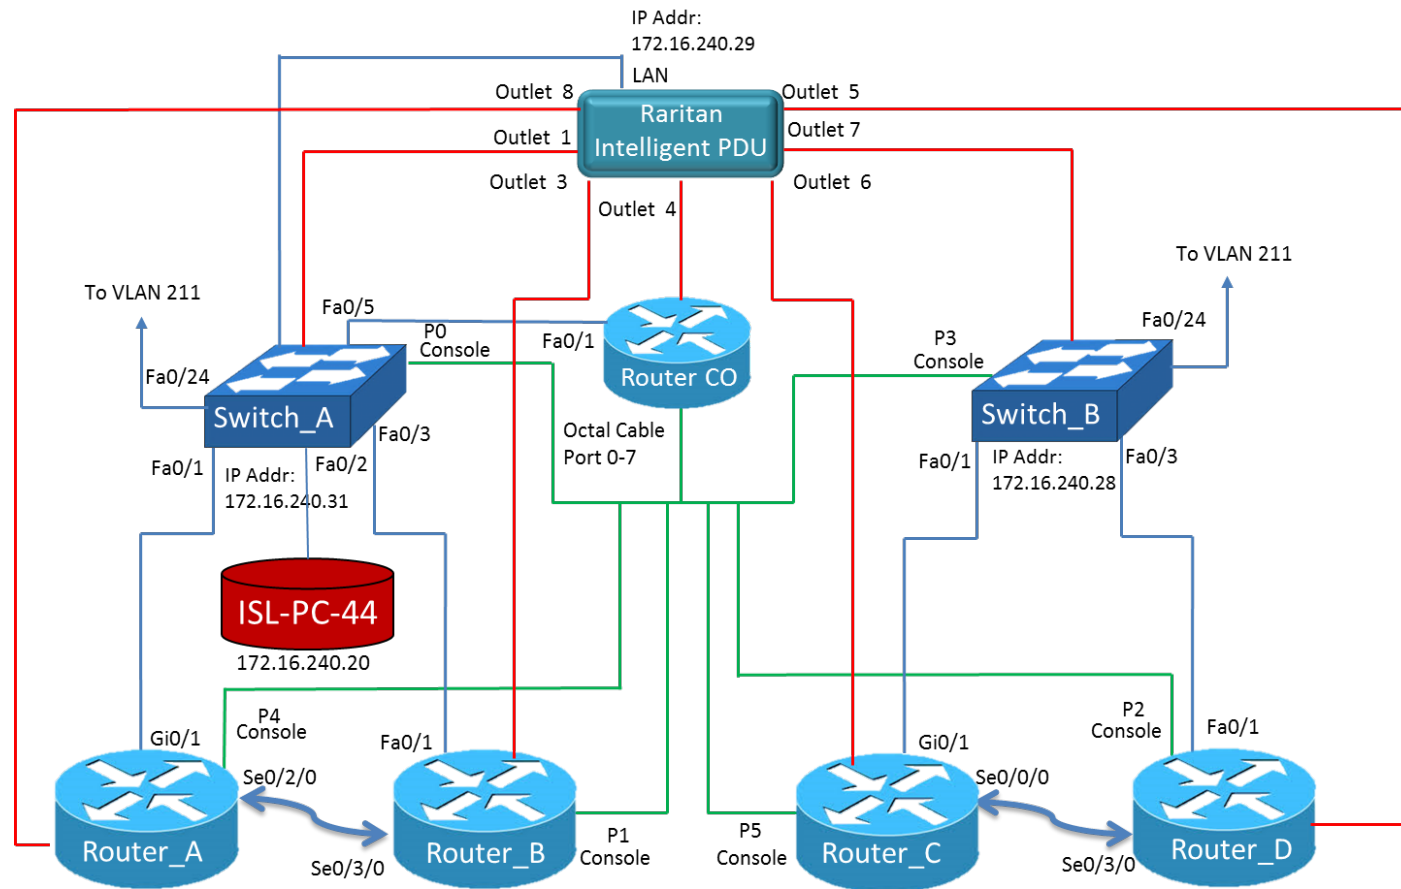 IP Addr:
172.16.240.29
LAN
Outlet 8
Outlet 5
Raritan
Intelligent PDU
Outlet 1
Outlet 7
Outlet 3
Outlet 6
Outlet 4
To VLAN 211
To VLAN 211
Fa0/5
P0
Console
Fa0/1
Router CO
P3
Console
Fa0/24
Fa0/24
Switch_A
Switch_B
Fa0/3
Octal Cable
Port 0-7
Fa0/1
IP Addr:
172.16.240.31
Fa0/2
Fa0/1
IP Addr:
172.16.240.28
Fa0/3
ISL-PC-44
172.16.240.20
P4
Console
Gi0/1
Fa0/1
Gi0/1
P2
Console
Fa0/1
Se0/2/0
Se0/0/0
Router_A
Router_B
P1
Console
P5
Console
Router_C
Router_D
Se0/3/0
Se0/3/0